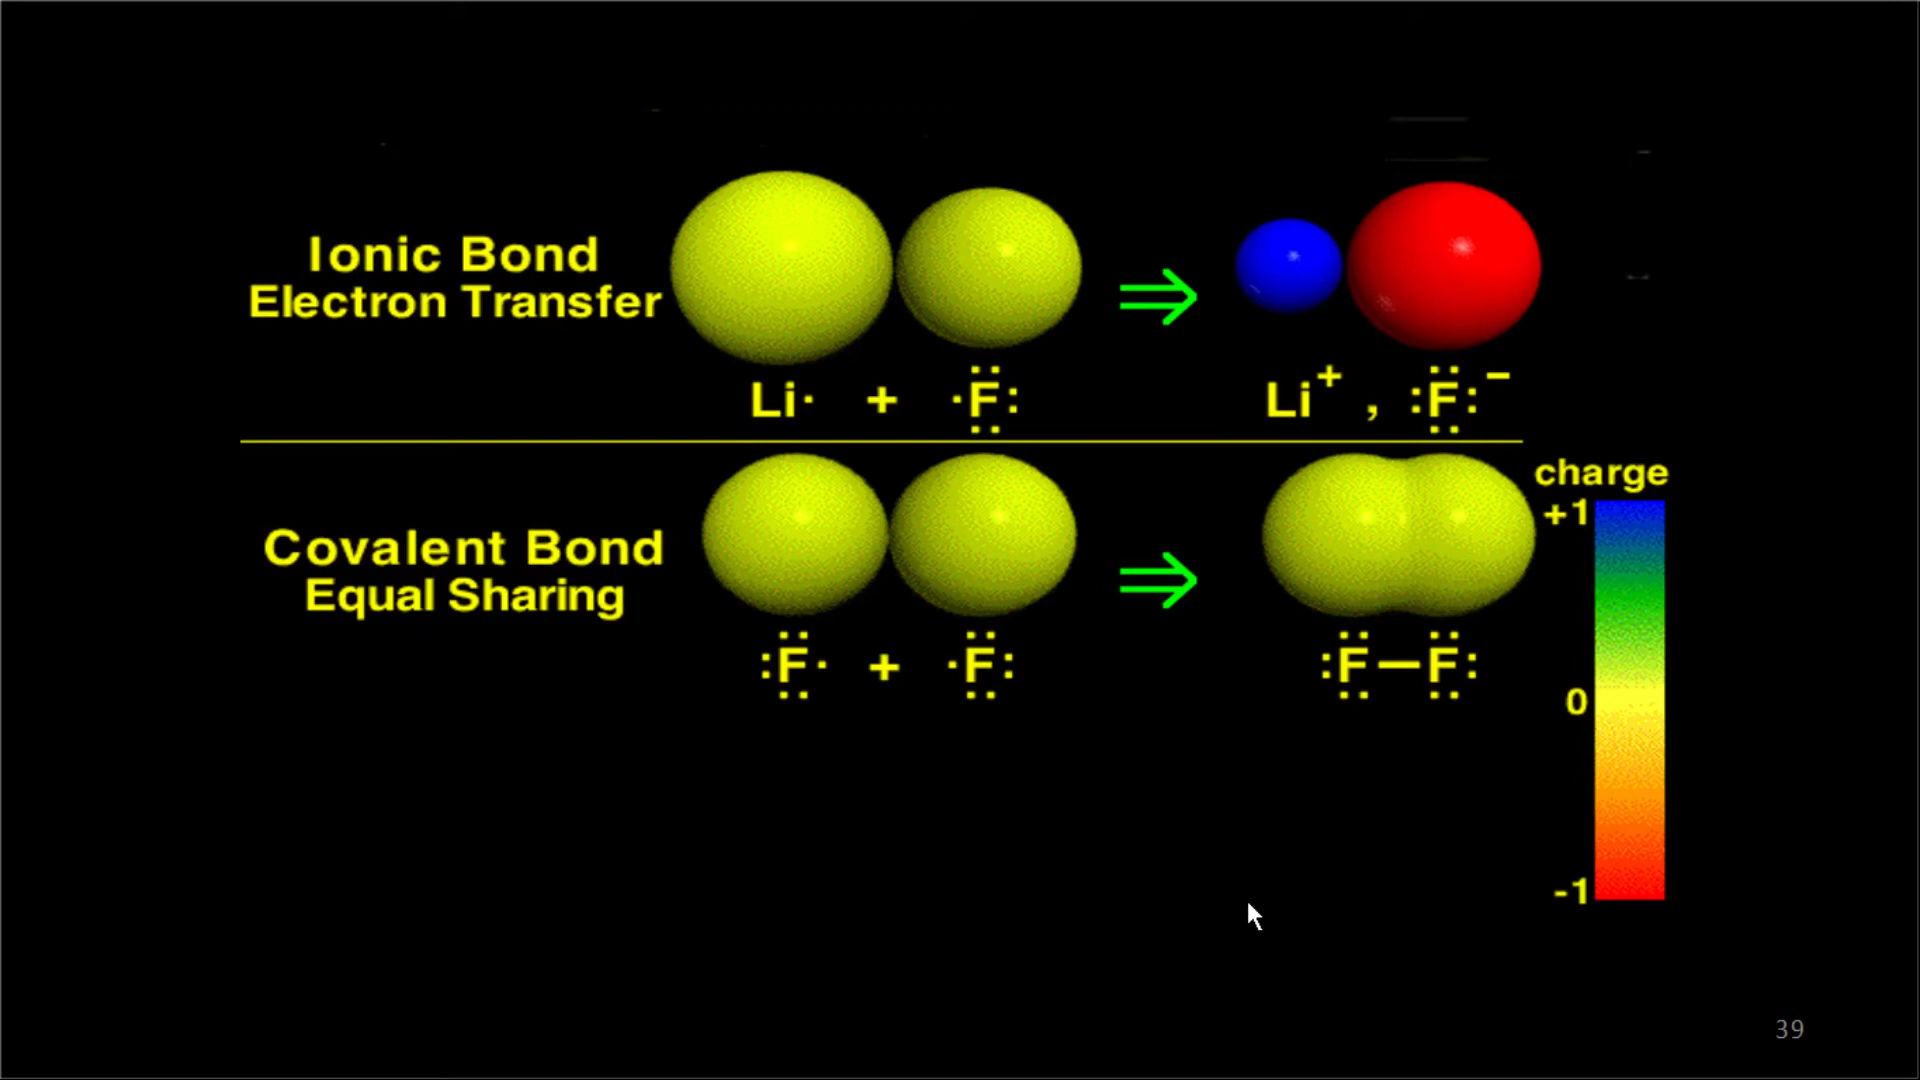 Ionic Bond
Electron Transfer
Li· + ·F: Li⁺ , :F:⁻
charge
+1
Covalent Bond
Equal Sharing
:F· + ·F: :F—F:
0
-1
39